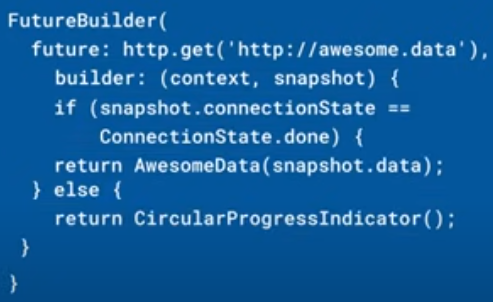 FutureBuilder(
future: http.get('http://awesome.data'),
builder: (context, snapshot) {
if (snapshot.connectionState ==
ConnectionState.done) {
return AwesomeData(snapshot.data);
} else {
return CircularProgressIndicator();
}
}